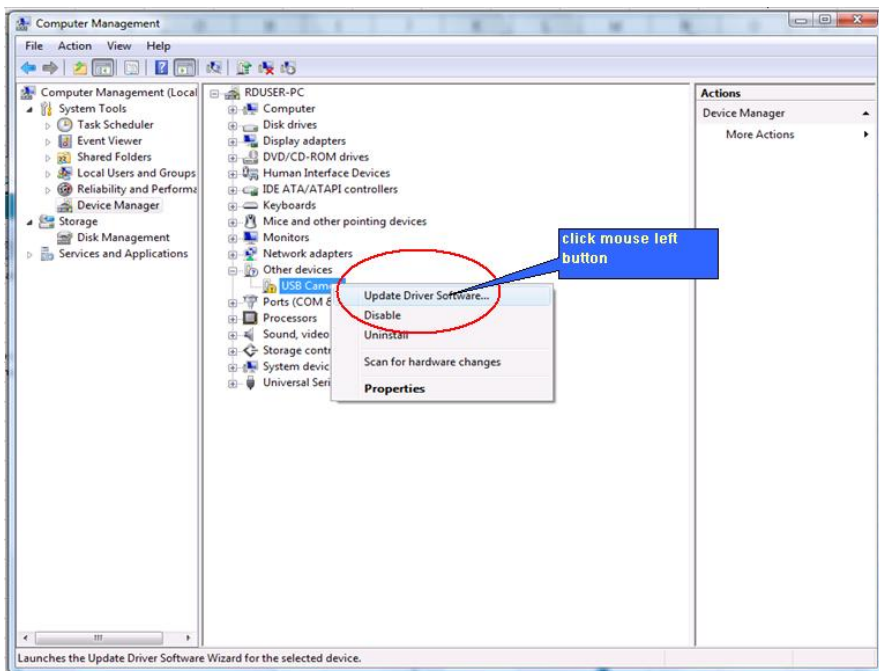 Computer Management
File Action View Help
Computer Management (Local
System Tools
Task Scheduler
Event Viewer
Shared Folders
Local Users and Groups
Reliability and Performa
Device Manager
Storage
Disk Management
Services and Applications
RDUSER-PC
Computer
Disk drives
Display adapters
DVD/CD-ROM drives
Human Interface Devices
IDE ATA/ATAPI controllers
Keyboards
Mice and other pointing devices
Monitors
Network adapters
Other devices
USB Cam
Ports (COM &
Processors
Sound, video
Storage contr
System devic
Universal Seri
Update Driver Software...
Disable
Uninstall
Scan for hardware changes
Properties
click mouse left
button
Actions
Device Manager
More Actions
Launches the Update Driver Software Wizard for the selected device.